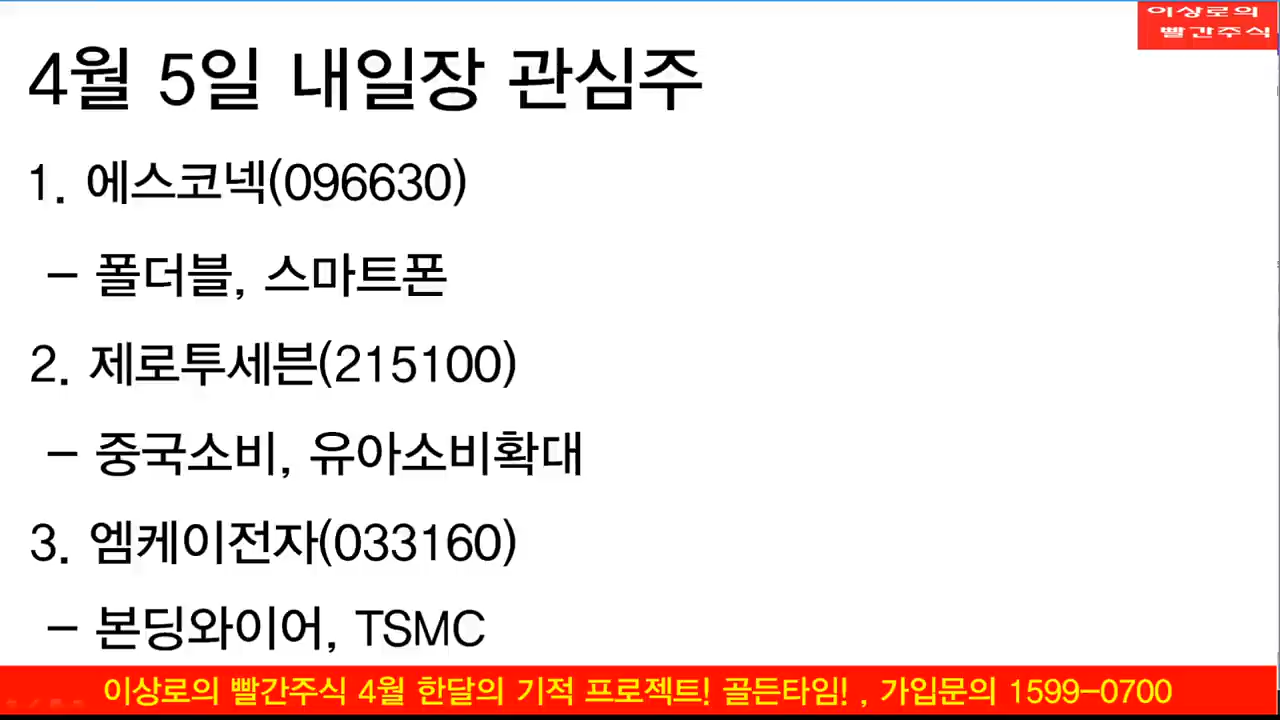 이상로의
빨간주식
4월 5일 내일장 관심주
1. 에스코넥(096630)
- 폴더블, 스마트폰
2. 제로투세븐(215100)
- 중국소비, 유아소비확대
3. 엠케이전자(033160)
- 본딩와이어, TSMC
이상로의 빨간주식 4월 한달의 기적 프로젝트! 골든타임! , 가입문의 1599-0700